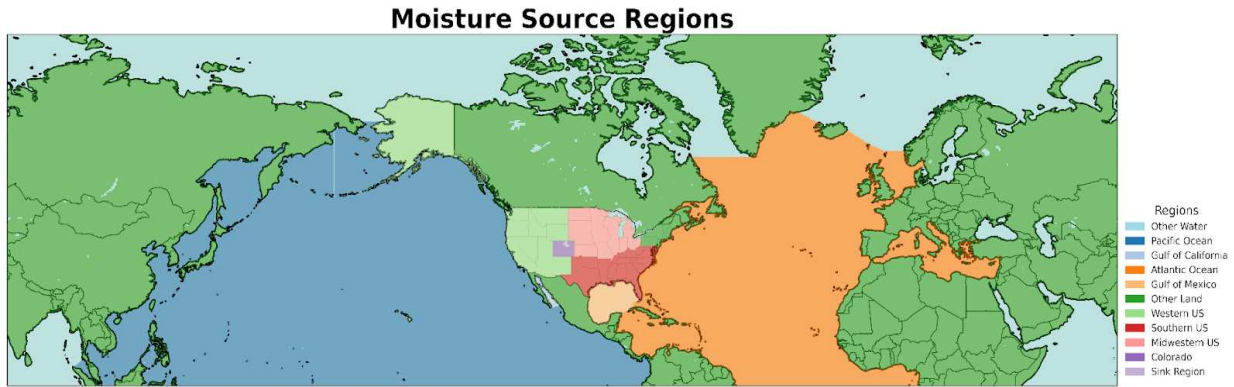 Moisture Source Regions
Regions
Other Water
Pacific Ocean
Gulf of California
Atlantic Ocean
Gulf of Mexico
Other Land
Western US
Southern US
Midwestern US
Colorado
Sink Region